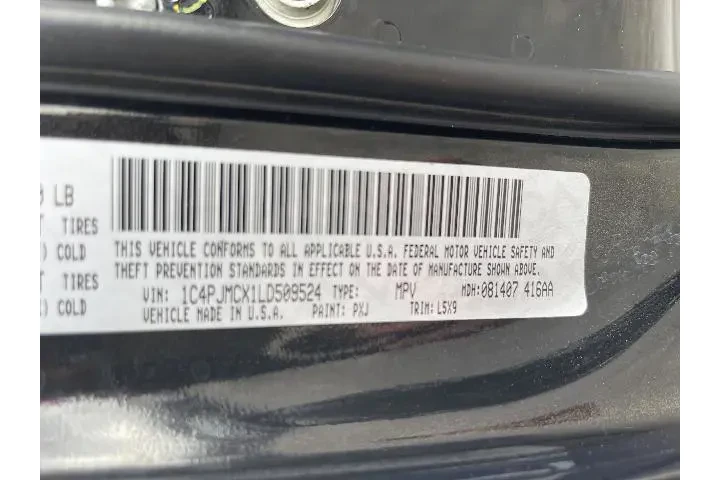 LB
TIRES
COLD
TIRES
COLD
THIS VEHICLE CONFORMS TO ALL APPLICABLE U.S.A. FEDERAL MOTOR VEHICLE SAFETY AND
THEFT PREVENTION STANDARDS IN EFFECT ON THE DATE OF MANUFACTURE SHOWN ABOVE.
VIN: 1C4PJMCX1LD509524 TYPE: MPV MDH:081407 416AA
VEHICLE MADE IN U.S.A. PAINT: PXJ TRIM: L5X9